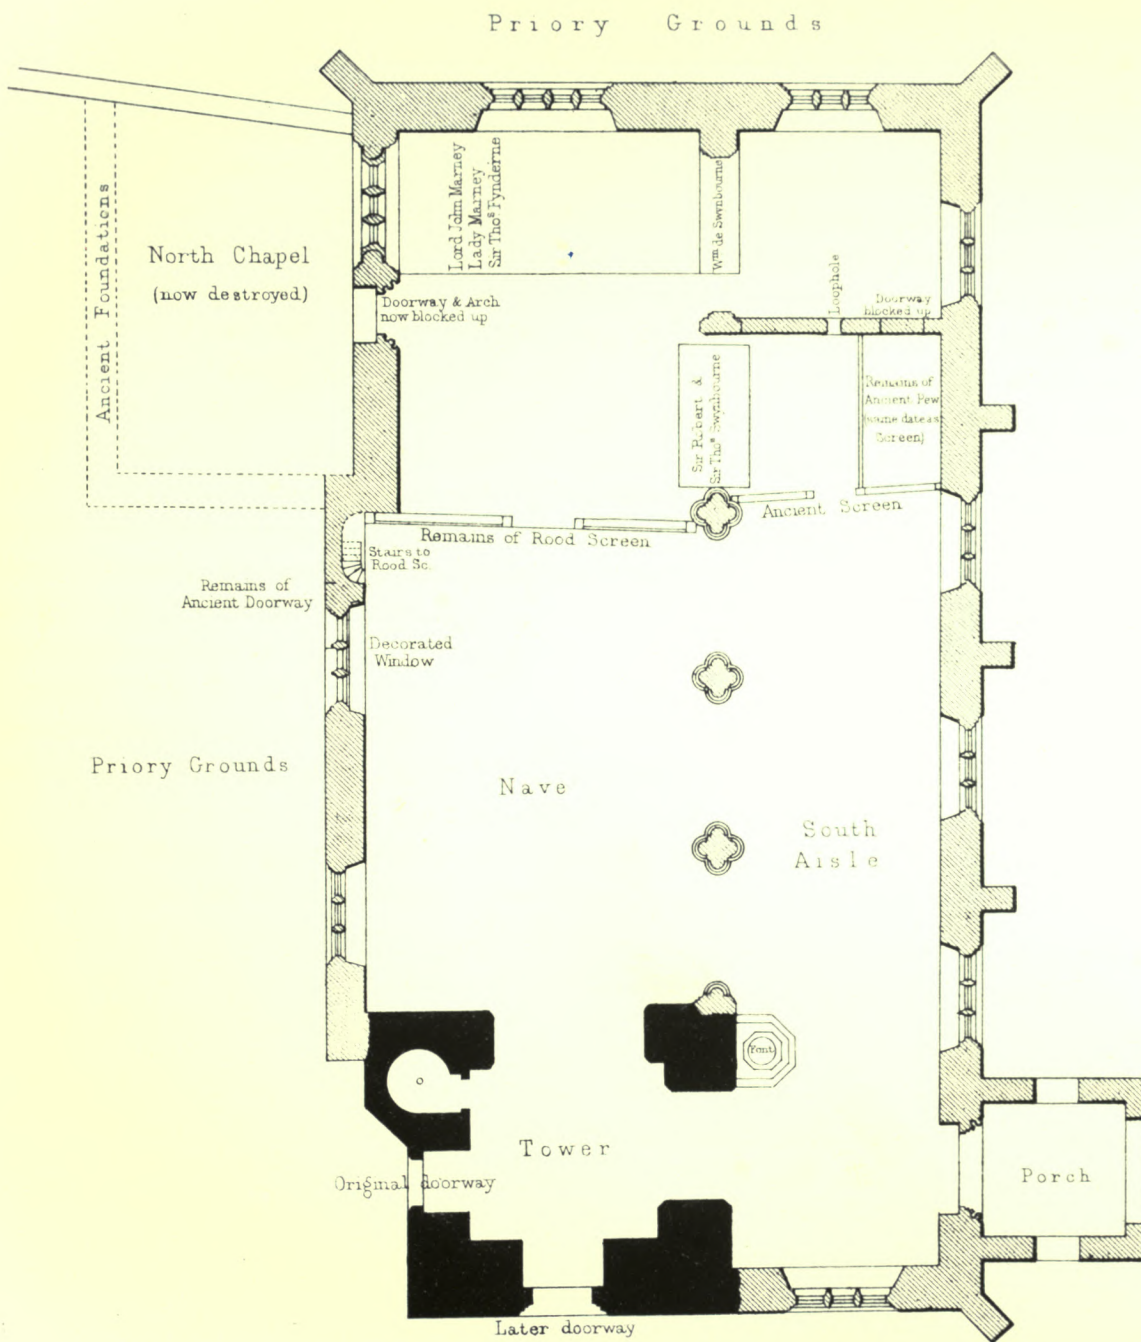 Priory Grounds
Ancient Foundations
North Chapel
(now destroyed)
Lord John Marney
Lady Marney
Sir Thoˢ Fynderne
Wᵐ de Swynbourne
Doorway & Arch
now blocked up
Loophole
Doorway
blocked up
Sir Robert &
Sir Thoˢ Swynbourne
Remains of
Ancient Pew
(same date as
Screen)
Ancient Screen
Remains of Rood Screen
Stairs to
Rood Sc.
Remains of
Ancient Doorway
Decorated
Window
Priory Grounds
Nave
South
Aisle
Font
Tower
Original doorway
Porch
Later doorway